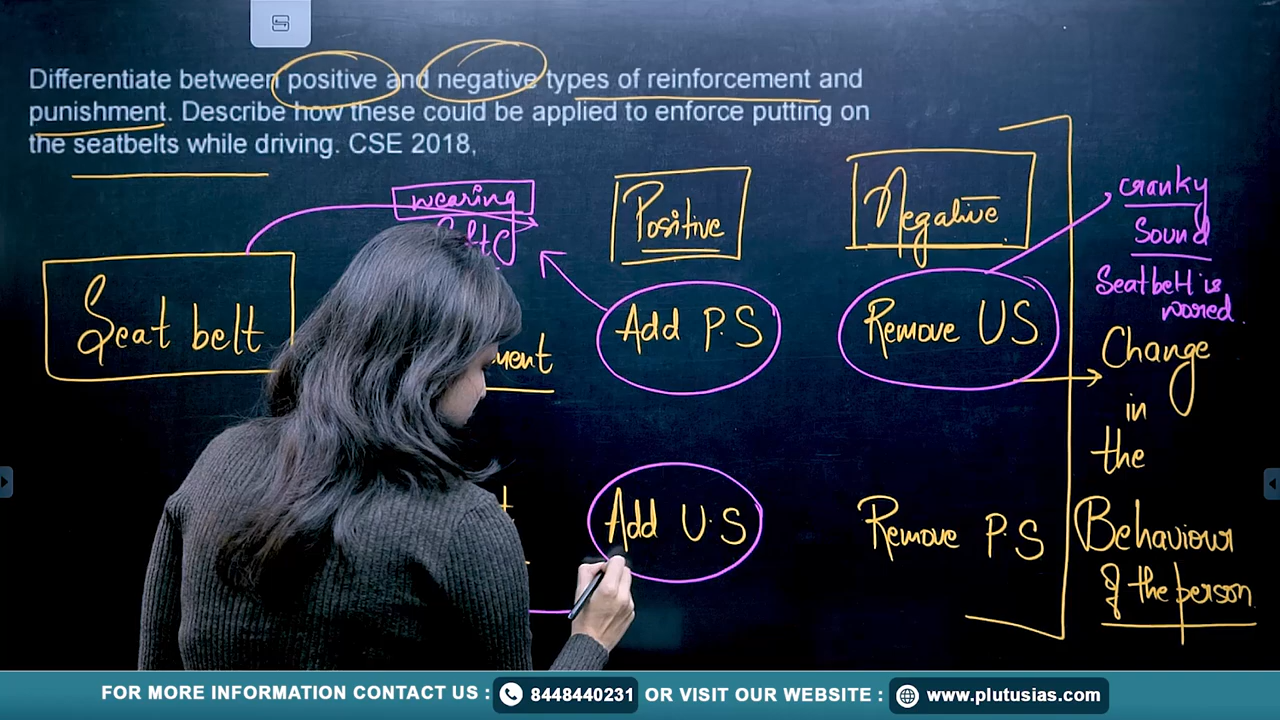 Differentiate between positive and negative types of reinforcement and
punishment. Describe how these could be applied to enforce putting on
the seatbelts while driving. CSE 2018,
wearing
Positive
Negative
cranky
Sound
Seatbelt is
wored.
Seat belt
ment
Add P.S
Remove US
Change
in
the
Behaviour
of the person
t
Add U.S
Remove P.S
FOR MORE INFORMATION CONTACT US : 8448440231 OR VISIT OUR WEBSITE : www.plutusias.com